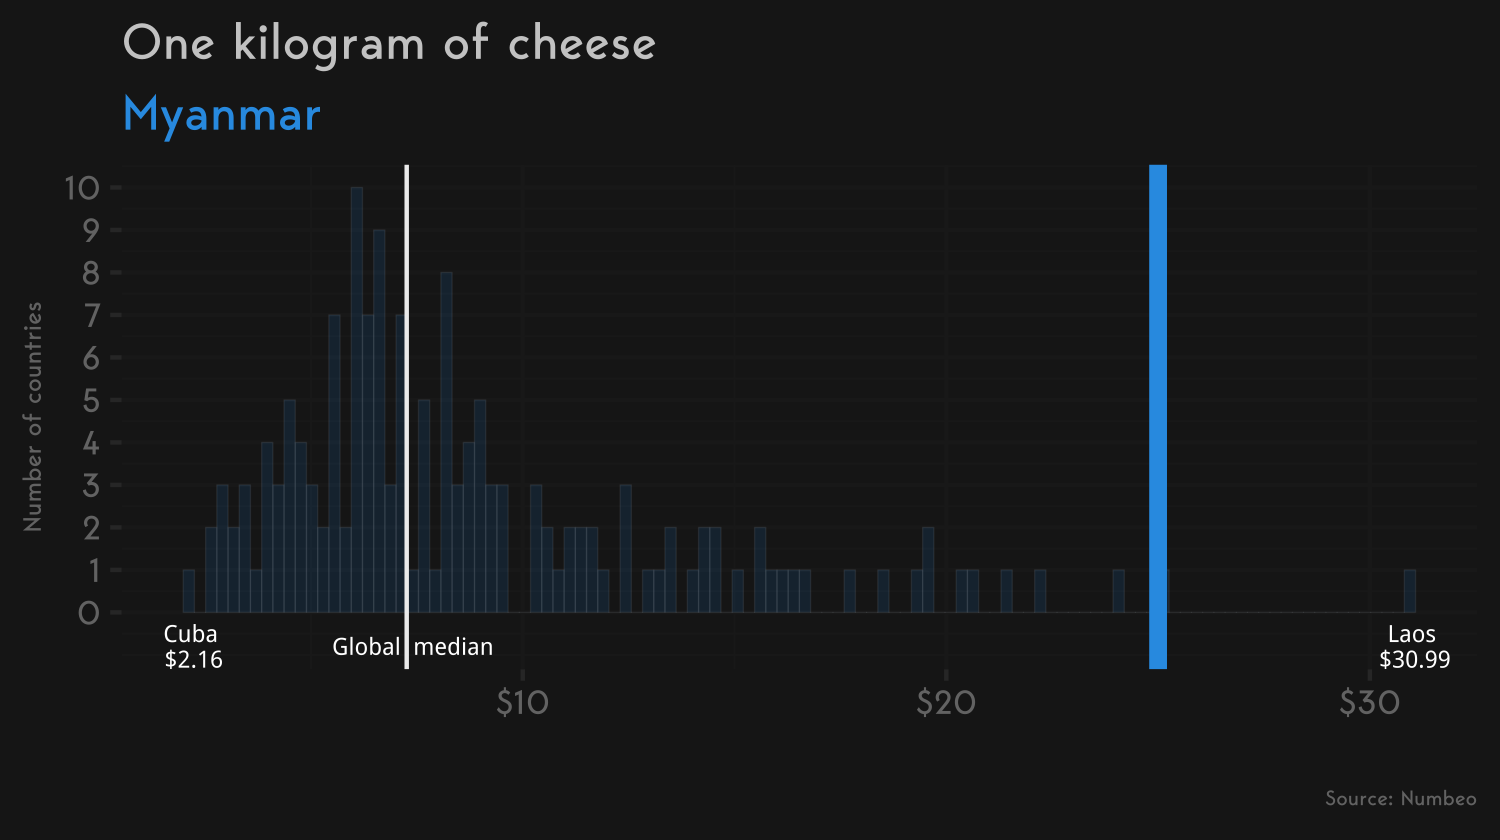 One kilogram of cheese
Myanmar
Number of countries
10
9
8
7
6
5
4
3
2
1
0
Cuba
$2.16
Global median
Laos
$30.99
$10 $20 $30
Source: Numbeo